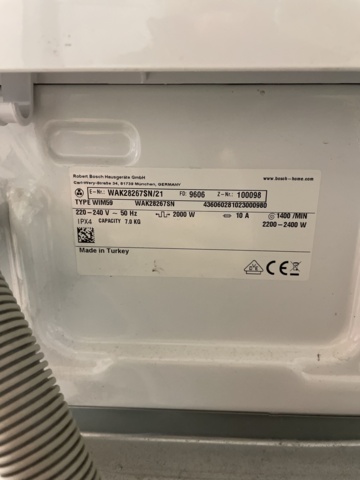 Robert Bosch Hausgeräte GmbH www.bosch-home.com
Carl-Wery-Strasse 34, 81739 München, GERMANY
E-Nr.: WAK28267SN/21 FD: 9606 Z-Nr.: 100098
TYPE WIM59 WAK28267SN 436060281023000980
220-240 V ~ 50 Hz 2000 W 10 A 1400 /MIN
IPX4 CAPACITY 7.0 KG 2200-2400 W
Made in Turkey
CE